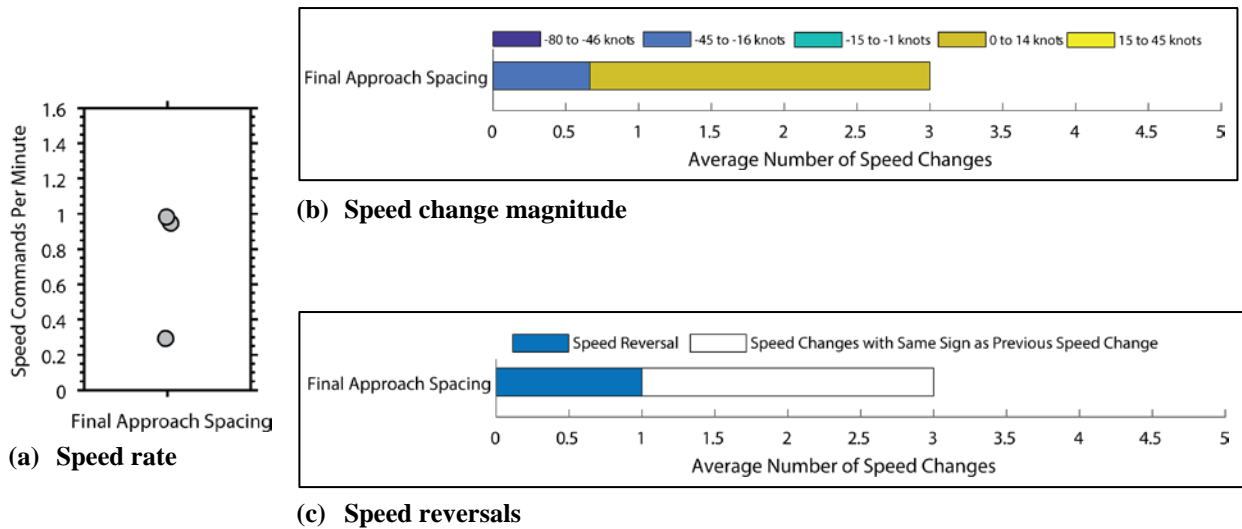 1.6
1.4
1.2
1
0.8
0.6
0.4
0.2
0
Speed Commands Per Minute
Final Approach Spacing
(a) Speed rate
-80 to -46 knots -45 to -16 knots -15 to -1 knots 0 to 14 knots 15 to 45 knots
Final Approach Spacing
0 0.5 1 1.5 2 2.5 3 3.5 4 4.5 5
Average Number of Speed Changes
(b) Speed change magnitude
Speed Reversal Speed Changes with Same Sign as Previous Speed Change
Final Approach Spacing
0 0.5 1 1.5 2 2.5 3 3.5 4 4.5 5
Average Number of Speed Changes
(c) Speed reversals